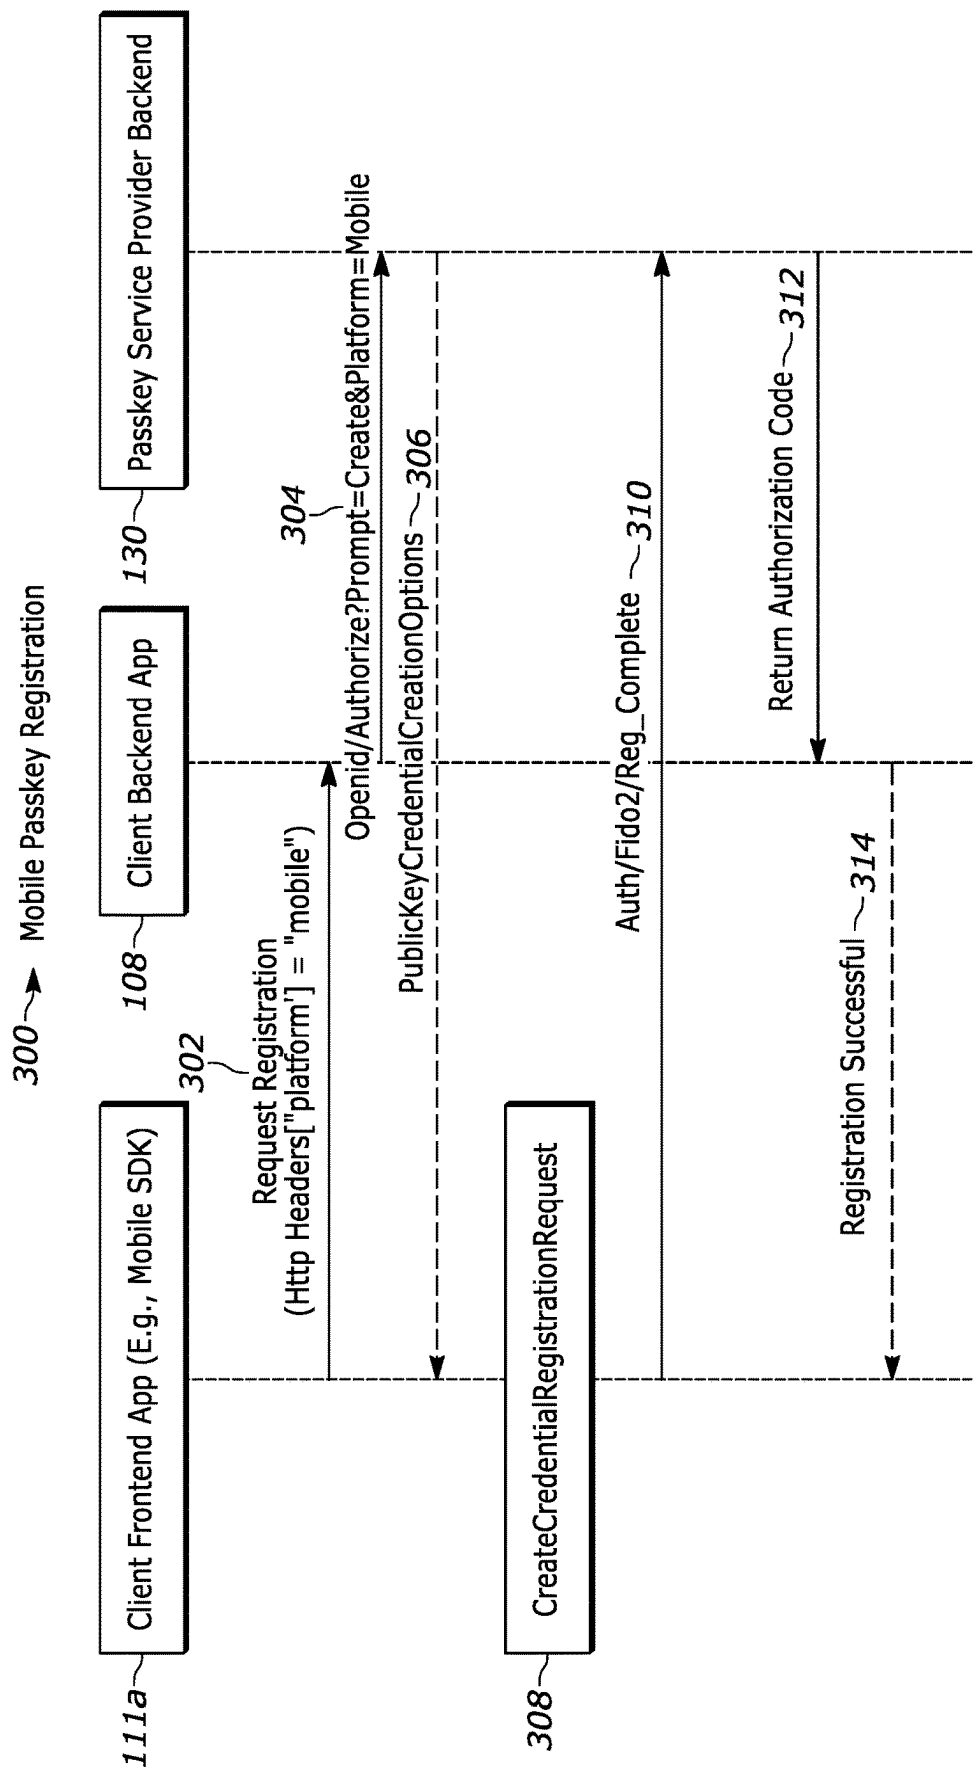 300 Mobile Passkey Registration
111a Client Frontend App (E.g., Mobile SDK)
108 Client Backend App
130 Passkey Service Provider Backend
302
Request Registration
(Http Headers["platform'] = "mobile")
304
Openid/Authorize?Prompt=Create&Platform=Mobile
PublicKeyCredentialCreationOptions 306
308 CreateCredentialRegistrationRequest
Auth/Fido2/Reg_Complete 310
Return Authorization Code 312
Registration Successful 314